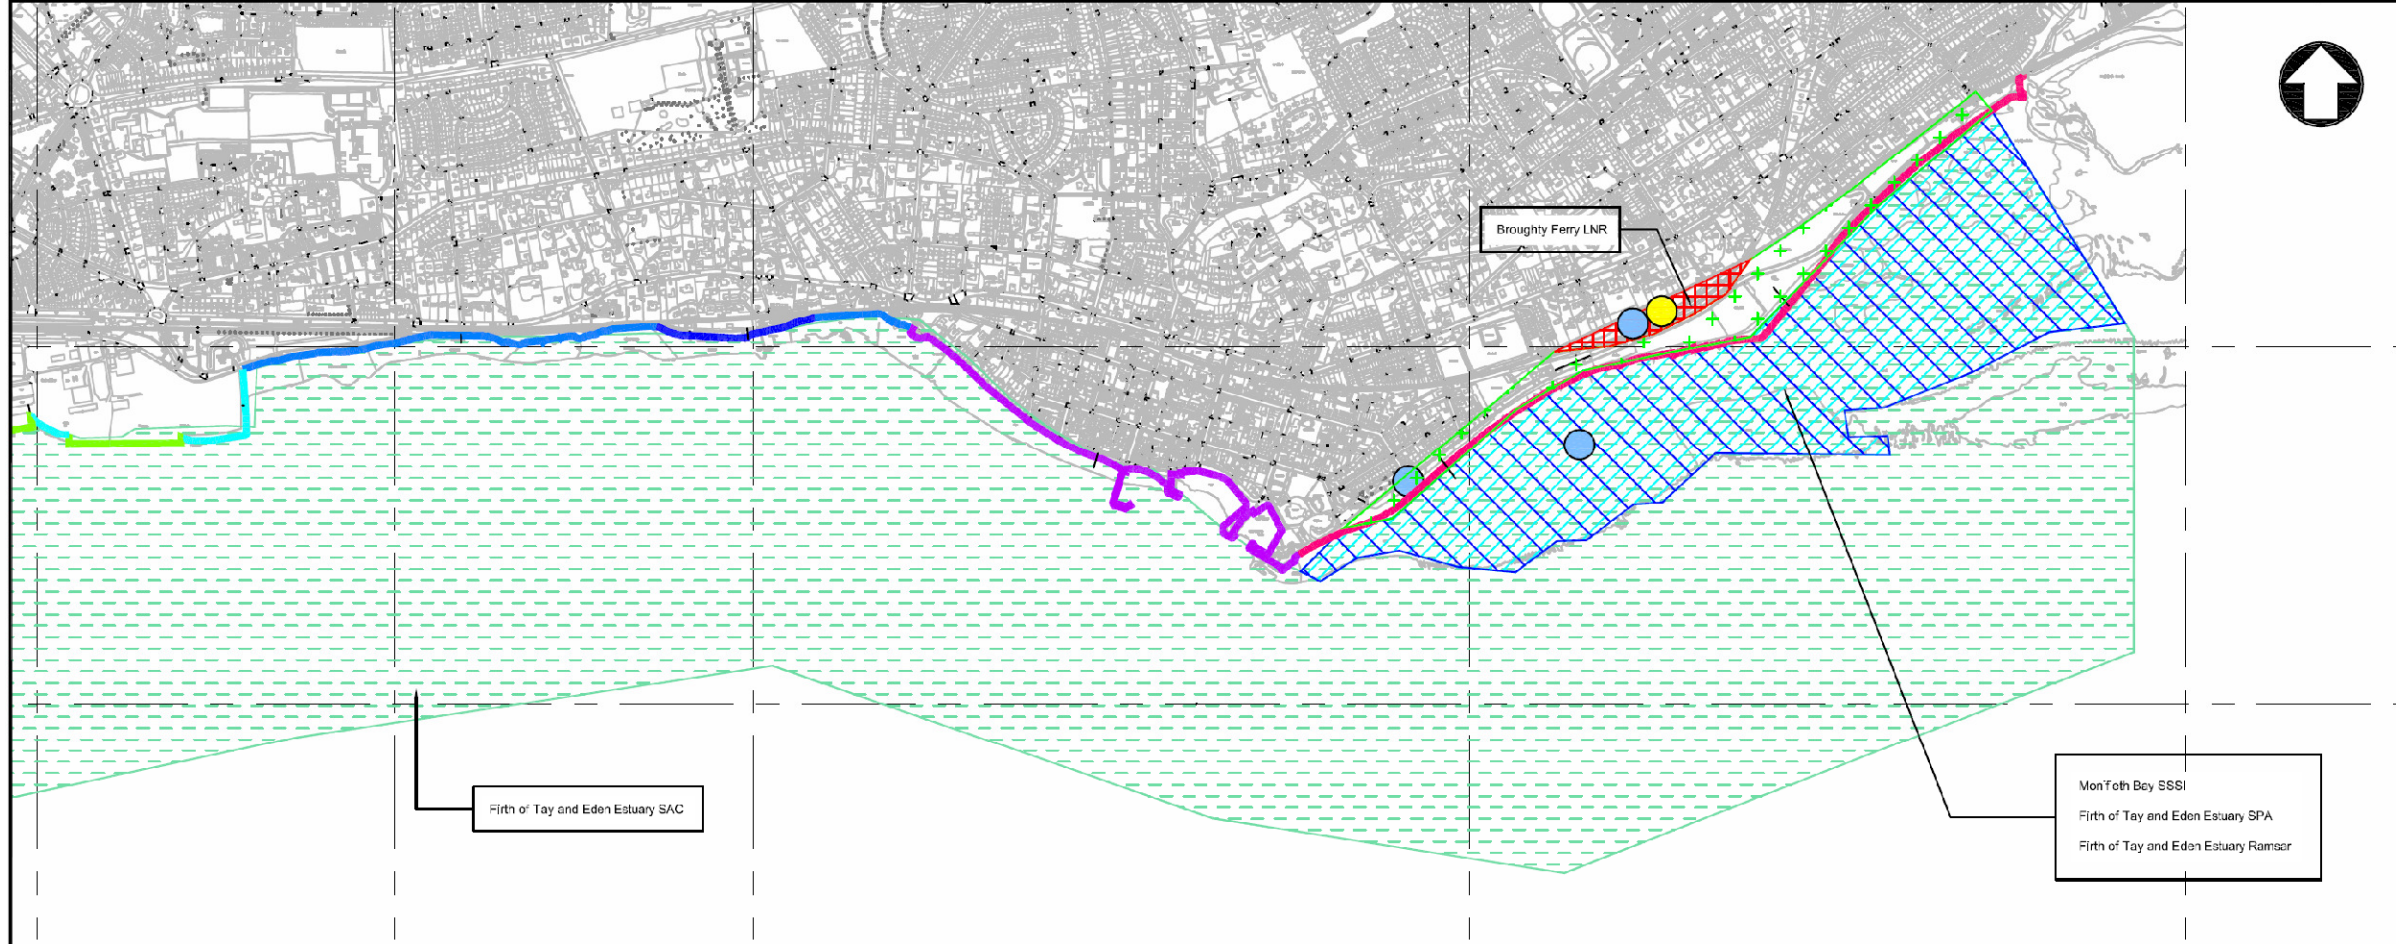 Broughty Ferry LNR
Firth of Tay and Eden Estuary SAC
Monifieth Bay SSSI
Firth of Tay and Eden Estuary SPA
Firth of Tay and Eden Estuary Ramsar